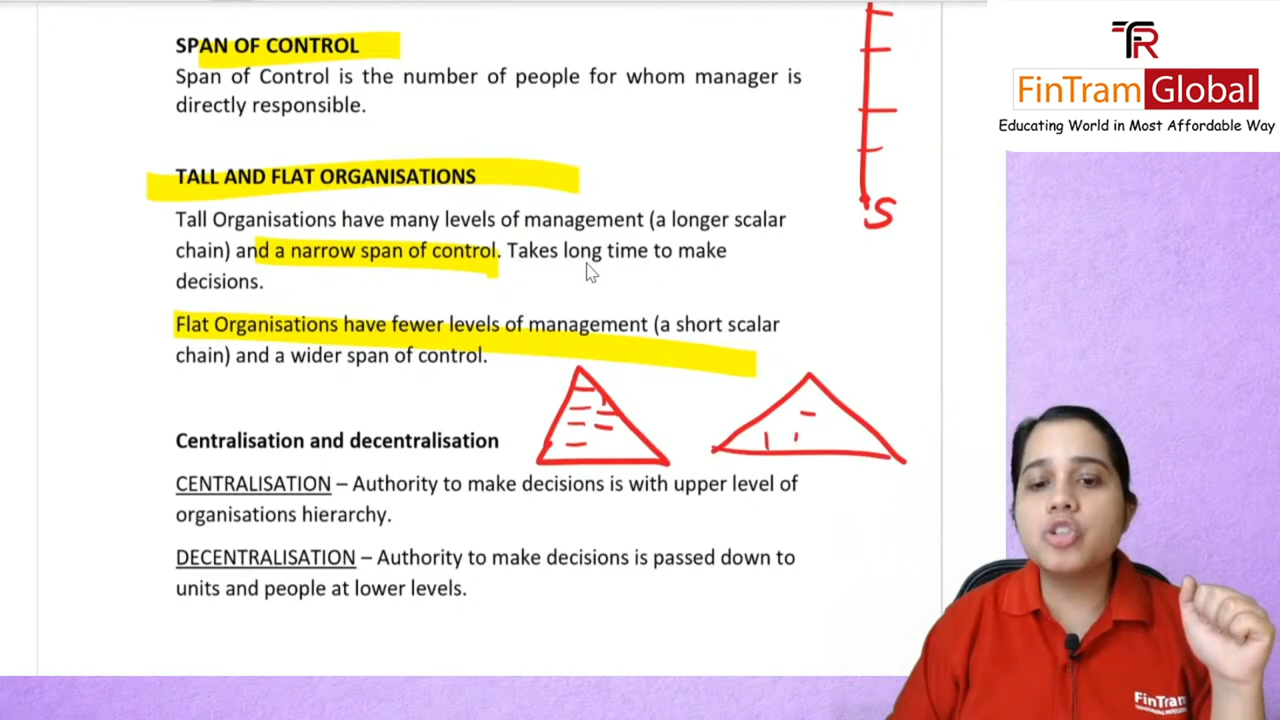 SPAN OF CONTROL
Span of Control is the number of people for whom manager is
directly responsible.
TALL AND FLAT ORGANISATIONS
Tall Organisations have many levels of management (a longer scalar
chain) and a narrow span of control. Takes long time to make
decisions.
Flat Organisations have fewer levels of management (a short scalar
chain) and a wider span of control.
Centralisation and decentralisation
CENTRALISATION – Authority to make decisions is with upper level of
organisations hierarchy.
DECENTRALISATION – Authority to make decisions is passed down to
units and people at lower levels.
S
FinTram Global
Educating World in Most Affordable Way
FinTram